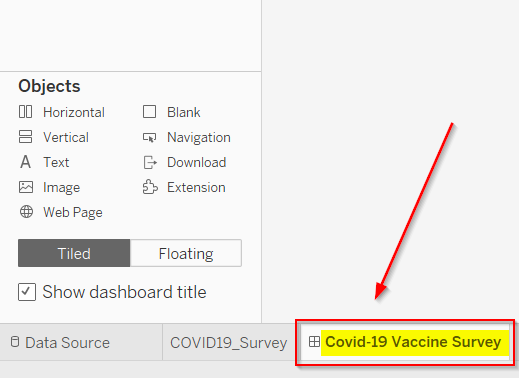 Objects
Horizontal
Blank
Vertical
Navigation
Text
Download
Image
Extension
Web Page
Tiled
Floating
Show dashboard title
Data Source
COVID19_Survey
Covid-19 Vaccine Survey